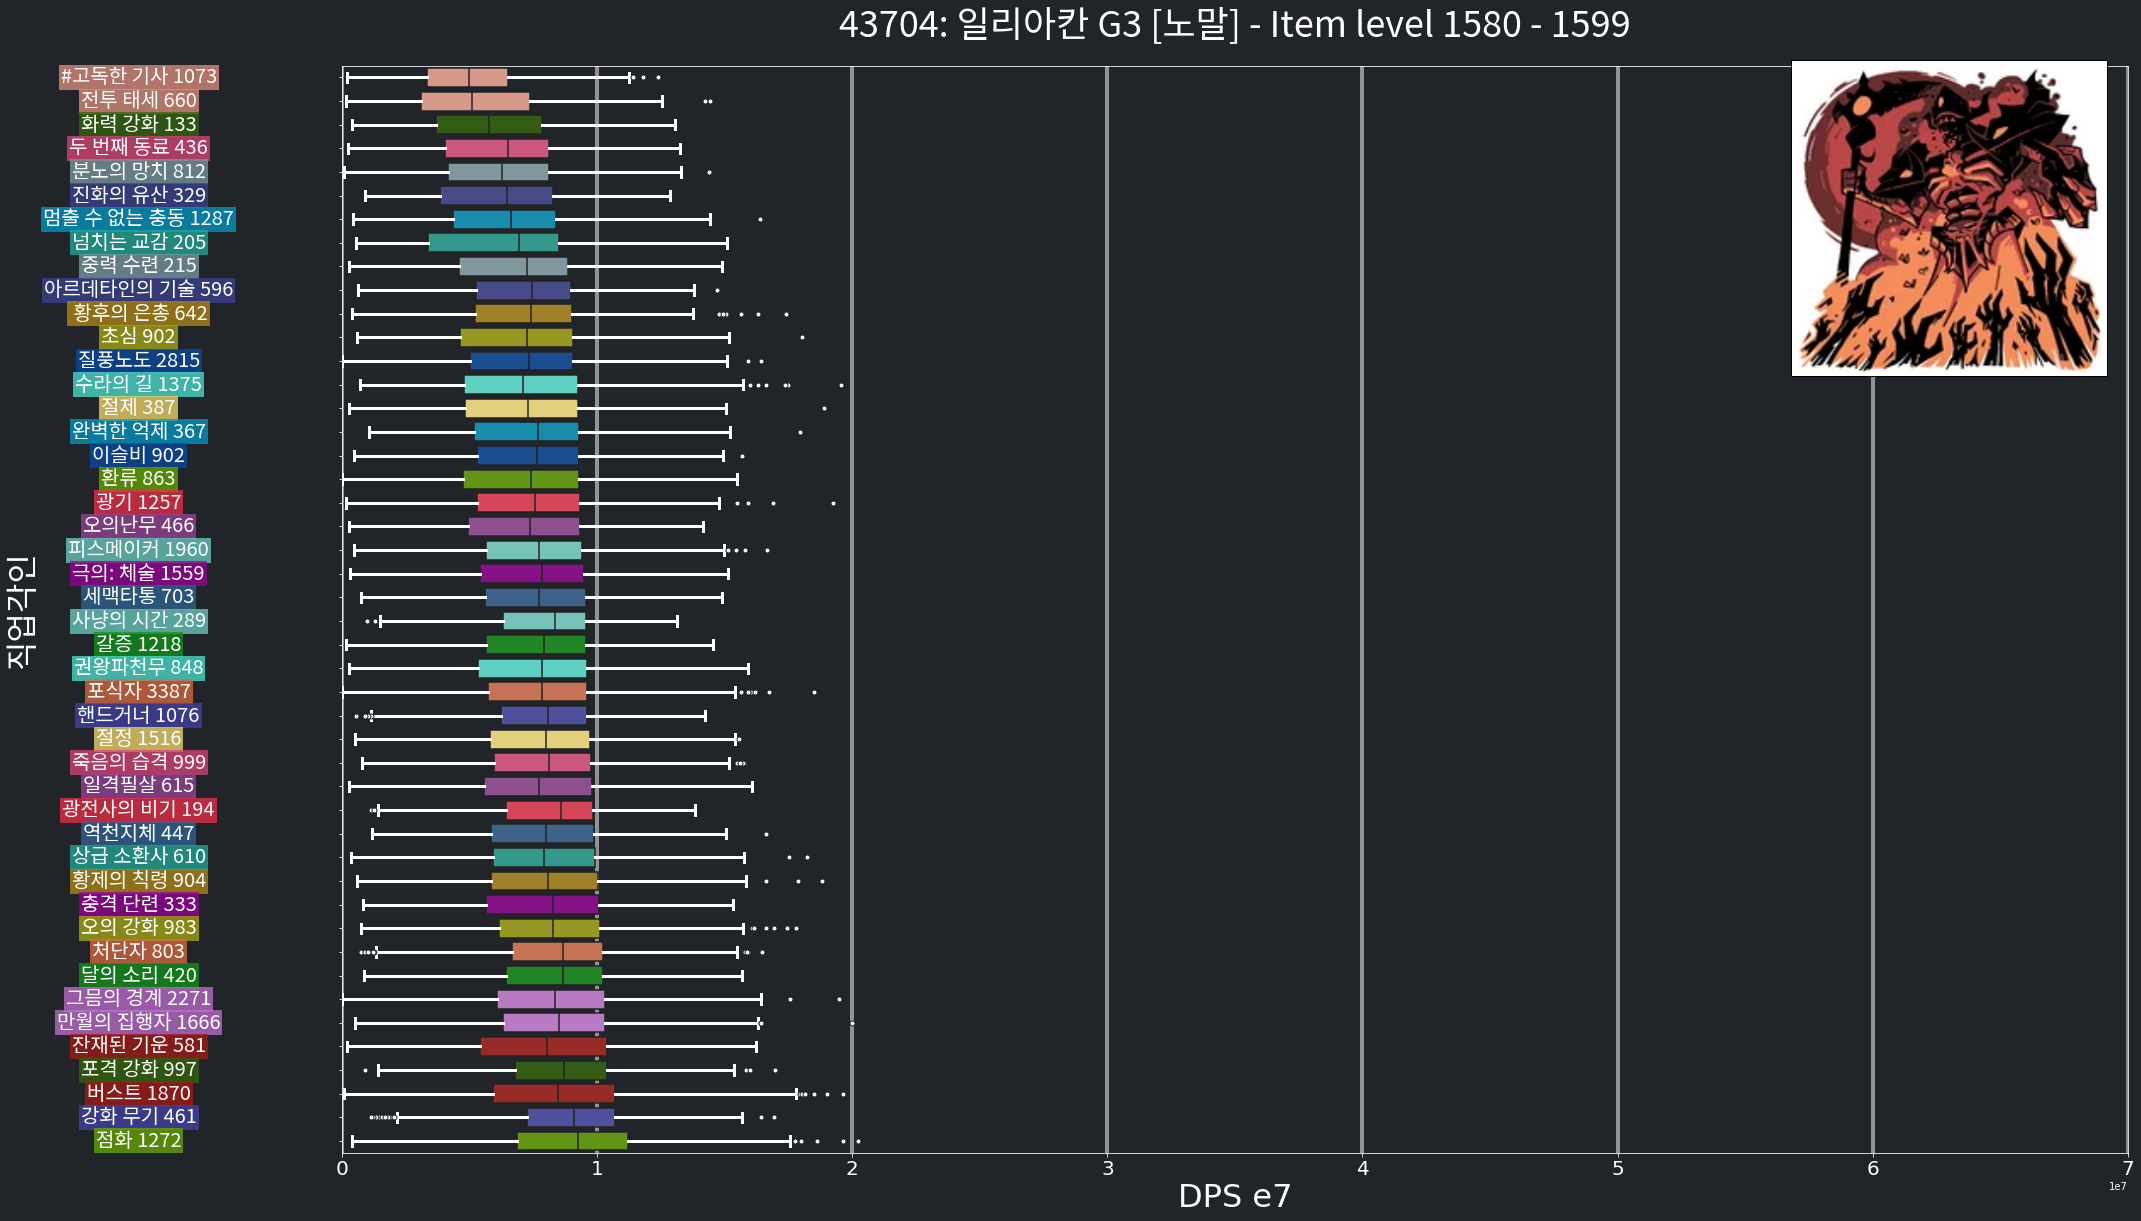 43704: 일리아칸 G3 [노말] - Item level 1580 - 1599
#고독한 기사 1073
전투 태세 660
화력 강화 133
두 번째 동료 436
분노의 망치 812
진화의 유산 329
멈출 수 없는 충동 1287
넘치는 교감 205
중력 수련 215
아르데타인의 기술 596
황후의 은총 642
초심 902
질풍노도 2815
수라의 길 1375
절제 387
완벽한 억제 367
이슬비 902
환류 863
광기 1257
오의난무 466
피스메이커 1960
극의: 체술 1559
세맥타통 703
사냥의 시간 289
갈증 1218
권왕파천무 848
포식자 3387
핸드거너 1076
절정 1516
죽음의 습격 999
일격필살 615
광전사의 비기 194
역천지체 447
상급 소환사 610
황제의 칙령 904
충격 단련 333
오의 강화 983
처단자 803
달의 소리 420
그믐의 경계 2271
만월의 집행자 1666
잔재된 기운 581
포격 강화 997
버스트 1870
강화 무기 461
점화 1272
직업각인
0 1 2 3 4 5 6 7
1e7
DPS e7